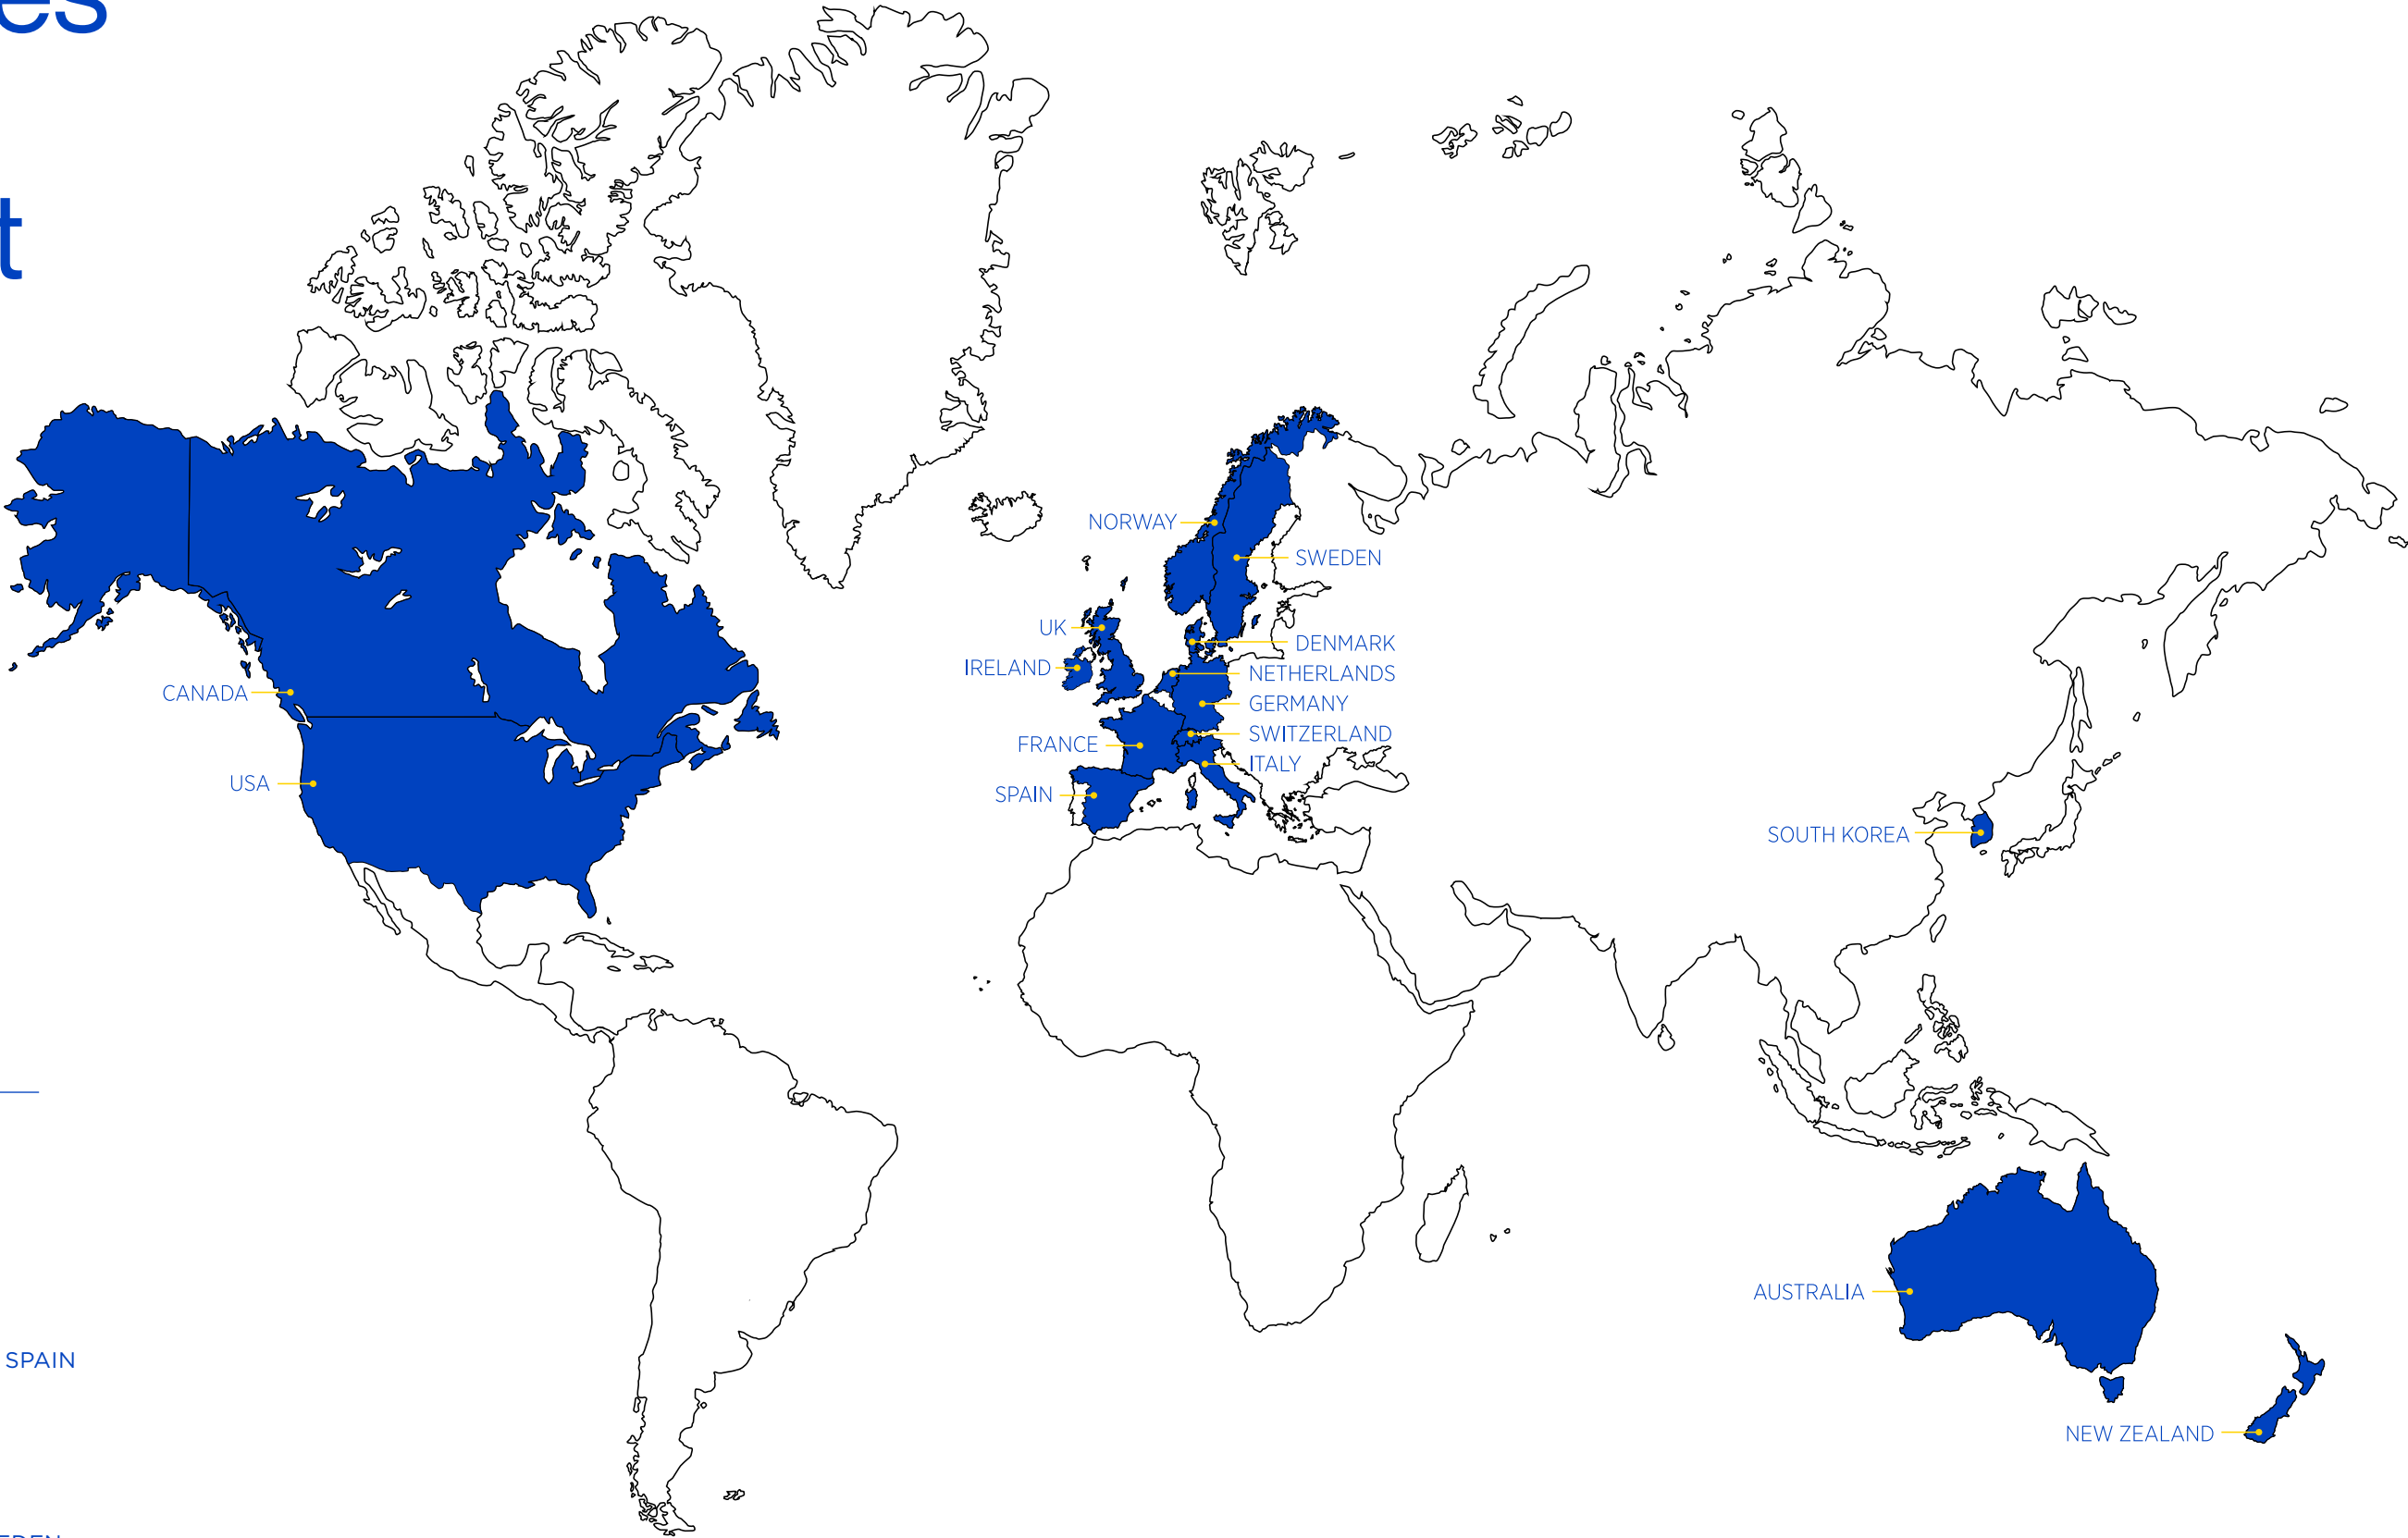 es
t
NORWAY
SWEDEN
UK
DENMARK
IRELAND
NETHERLANDS
CANADA
GERMANY
SWITZERLAND
FRANCE
ITALY
USA
SPAIN
SOUTH KOREA
AUSTRALIA
SPAIN
NEW ZEALAND